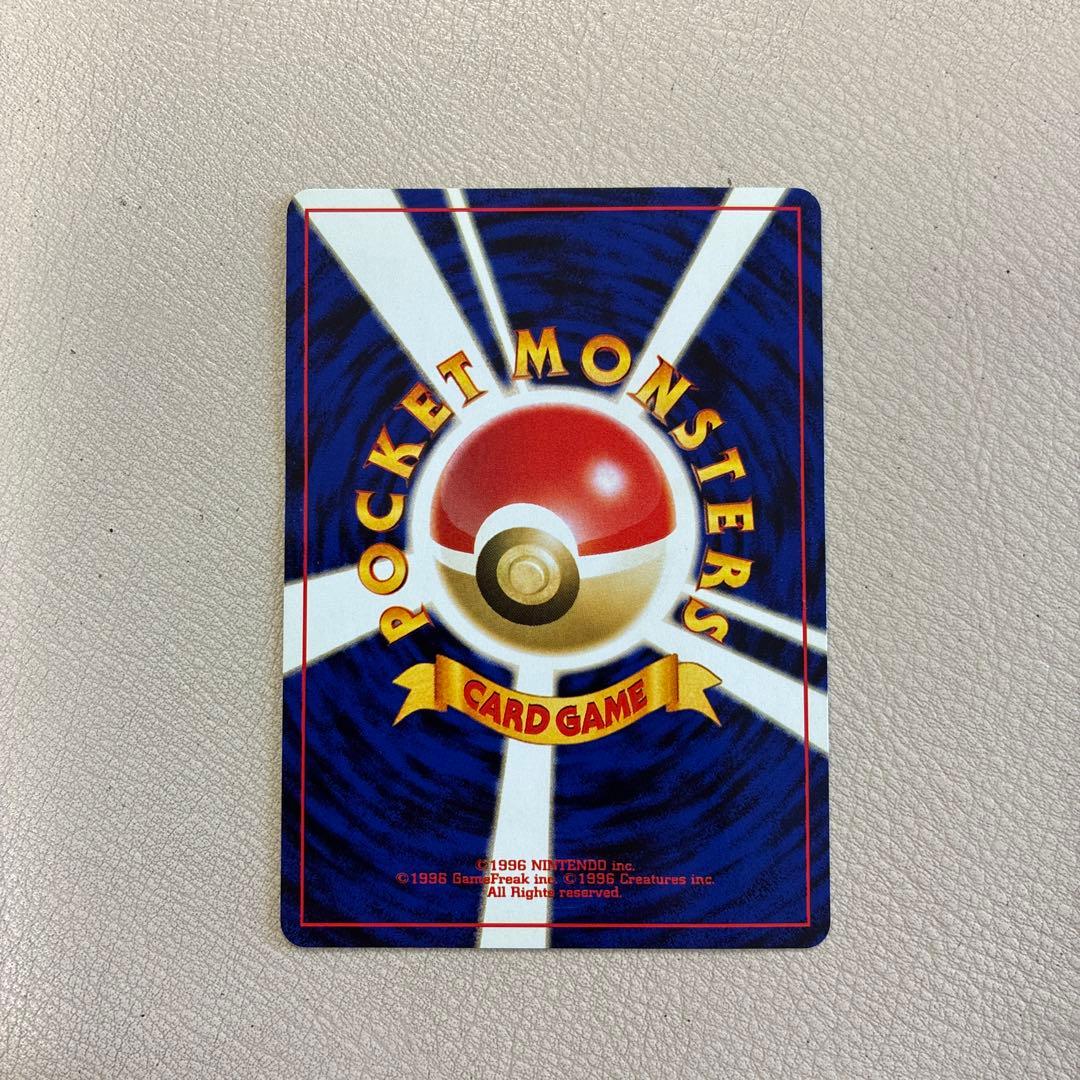 POCKET MONSTERS
CARD GAME
©1996 NINTENDO inc.
©1996 GameFreak inc. ©1996 Creatures inc.
All Rights reserved.